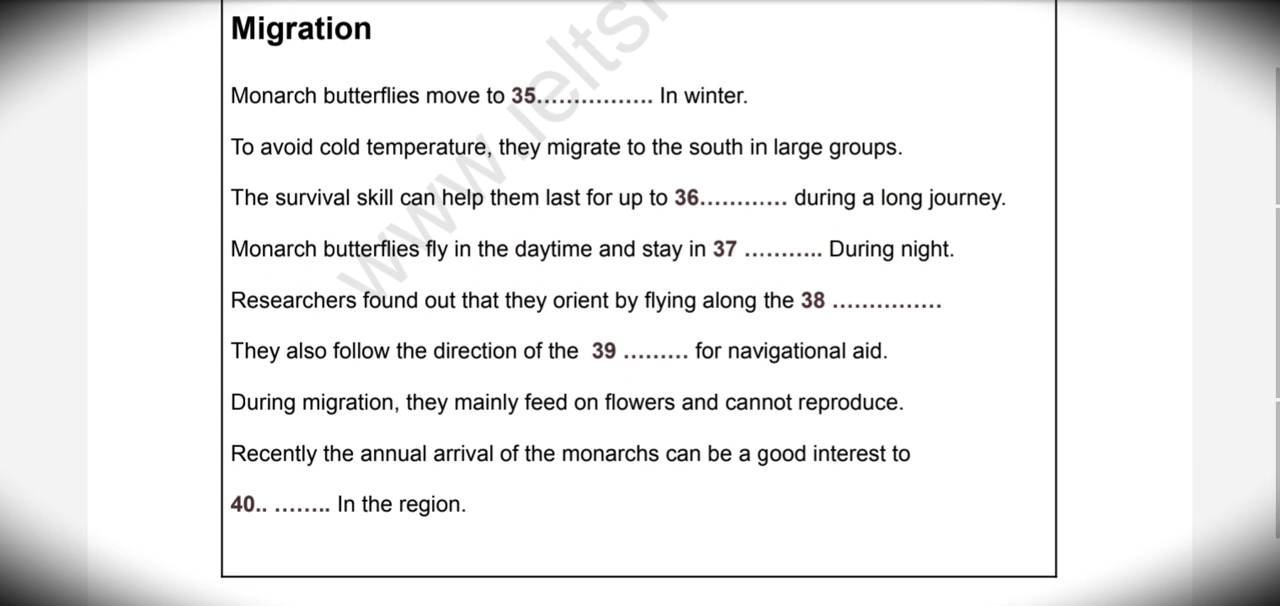 Migration
Monarch butterflies move to 35................ In winter.
To avoid cold temperature, they migrate to the south in large groups.
The survival skill can help them last for up to 36............ during a long journey.
Monarch butterflies fly in the daytime and stay in 37 ........... During night.
Researchers found out that they orient by flying along the 38 ...............
They also follow the direction of the 39 ......... for navigational aid.
During migration, they mainly feed on flowers and cannot reproduce.
Recently the annual arrival of the monarchs can be a good interest to
40.. ........ In the region.
www.ielts